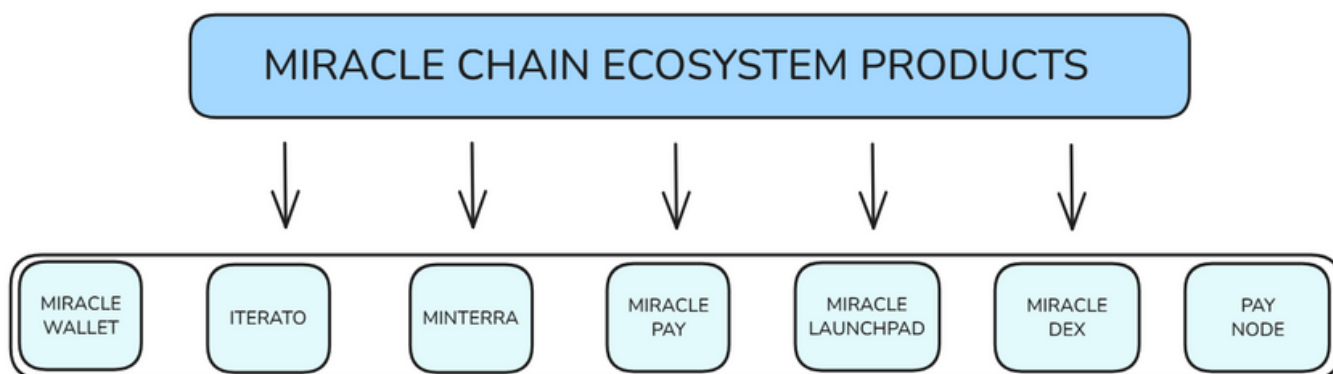 MIRACLE CHAIN ECOSYSTEM PRODUCTS
MIRACLE
WALLET
ITERATO
MINTERRA
MIRACLE
PAY
MIRACLE
LAUNCHPAD
MIRACLE
DEX
PAY
NODE